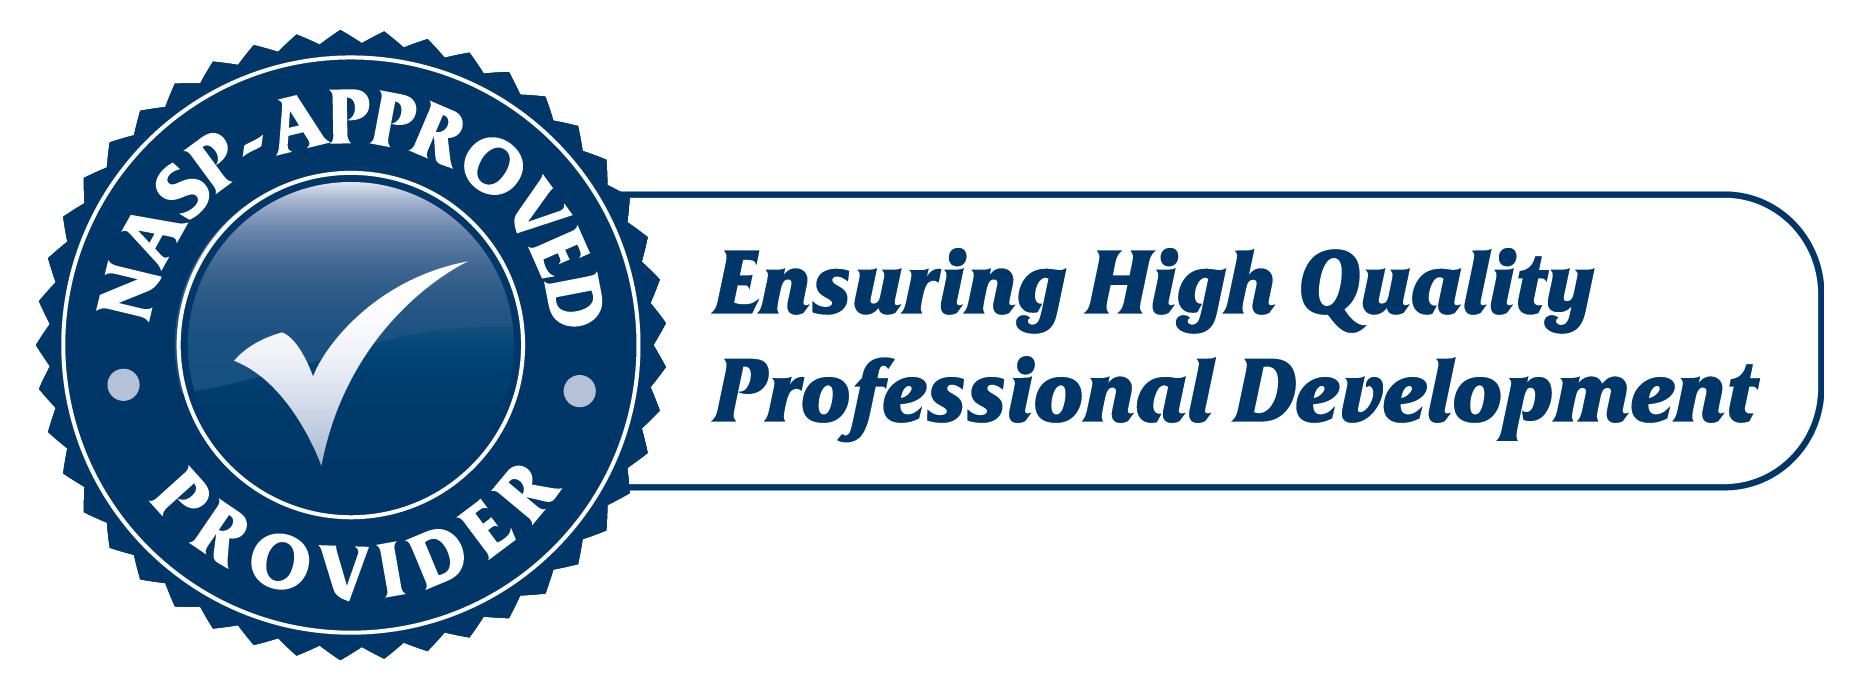 NASP-APPROVED
PROVIDER
Ensuring High Quality
Professional Development